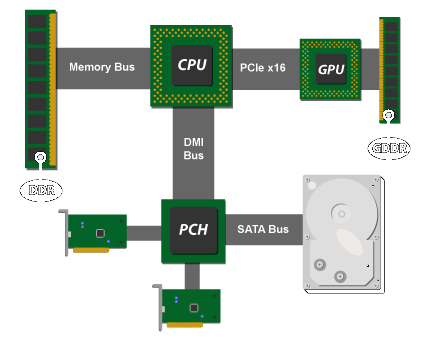 CPU
Memory Bus
PCIe x16
GPU
GDDR
DMI
Bus
DDR
PCH
SATA Bus